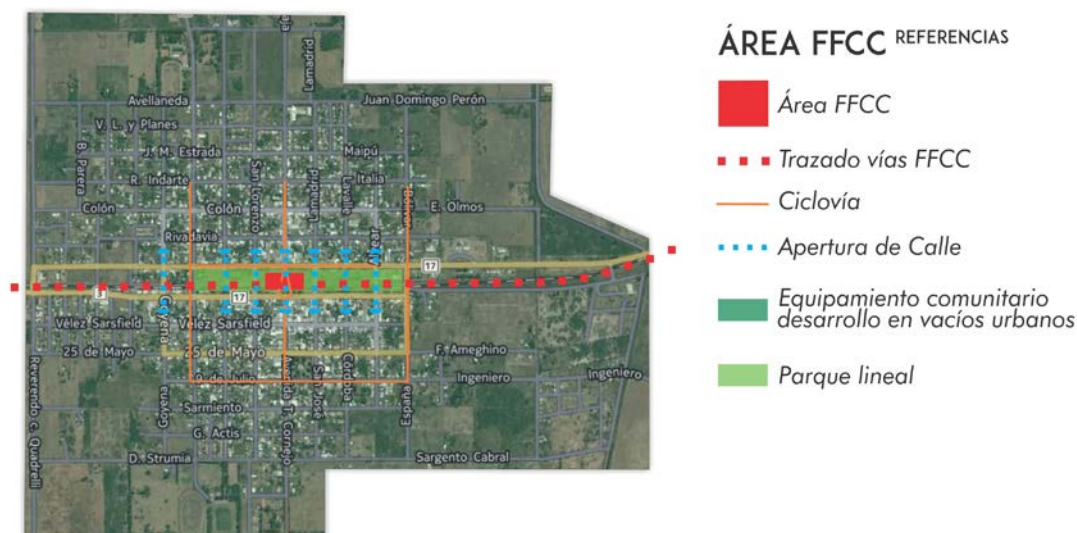 ÁREA FFCC REFERENCIAS
Área FFCC
Trazado vías FFCC
Ciclovía
Apertura de Calle
Equipamiento comunitario
desarrollo en vacíos urbanos
Parque lineal
Lamadrid
Avellaneda
Juan Domingo Perón
V. L. y Planes
B. Parera
J. M. Estrada
Maipú
San Lorenzo
R. Indarte
Lamadrid
Lavalle
Italia
Colón
Colón
E. Olmos
Rivadavia
17
3
17
Vélez Sarsfield
Vélez Sarsfield
25 de Mayo
25 de Mayo
F. Ameghino
Reverendo C. Quadrelli
Goyena
Avenida T. Cornejo
San José
Córdoba
España
Ingeniero
Ingeniero
Sarmiento
G. Actis
D. Strumia
Sargento Cabral